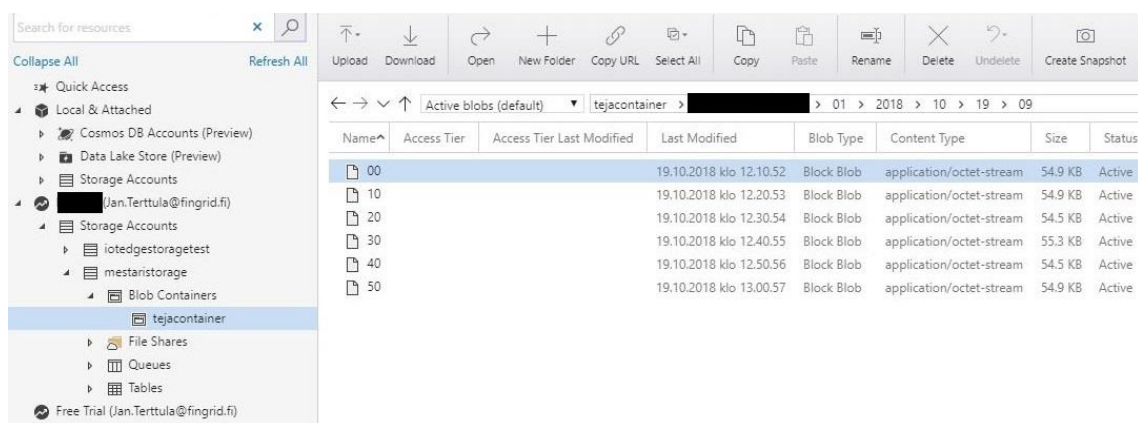 Search for resources
Collapse All Refresh All
Quick Access
Local & Attached
Cosmos DB Accounts (Preview)
Data Lake Store (Preview)
Storage Accounts
(Jan.Terttula@fingrid.fi)
Storage Accounts
iotedgestoragetest
mestaristorage
Blob Containers
tejacontainer
File Shares
Queues
Tables
Free Trial (Jan.Terttula@fingrid.fi)
Upload Download Open New Folder Copy URL Select All Copy Paste Rename Delete Undelete Create Snapshot
Active blobs (default) tejacontainer > > 01 > 2018 > 10 > 19 > 09
Name Access Tier Access Tier Last Modified Last Modified Blob Type Content Type Size Status
00 19.10.2018 klo 12.10.52 Block Blob application/octet-stream 54.9 KB Active
10 19.10.2018 klo 12.20.53 Block Blob application/octet-stream 54.9 KB Active
20 19.10.2018 klo 12.30.54 Block Blob application/octet-stream 54.5 KB Active
30 19.10.2018 klo 12.40.55 Block Blob application/octet-stream 55.3 KB Active
40 19.10.2018 klo 12.50.56 Block Blob application/octet-stream 54.5 KB Active
50 19.10.2018 klo 13.00.57 Block Blob application/octet-stream 54.9 KB Active